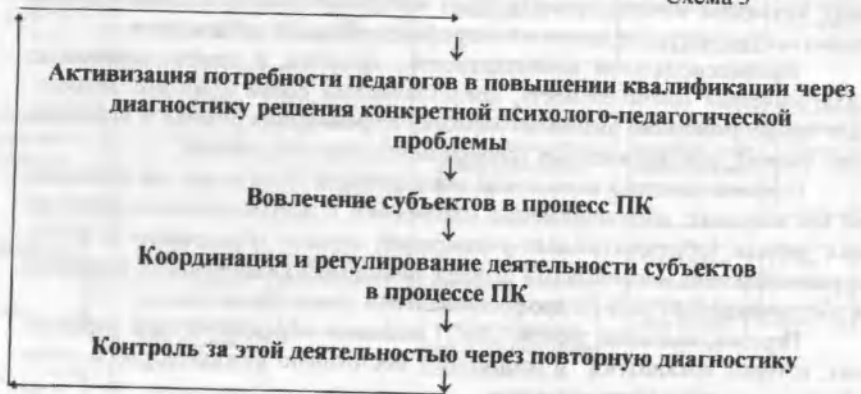 Активизация потребности педагогов в повышении квалификации через
диагностику решения конкретной психолого-педагогической
проблемы
Вовлечение субъектов в процесс ПК
Координация и регулирование деятельности субъектов
в процессе ПК
Контроль за этой деятельностью через повторную диагностику